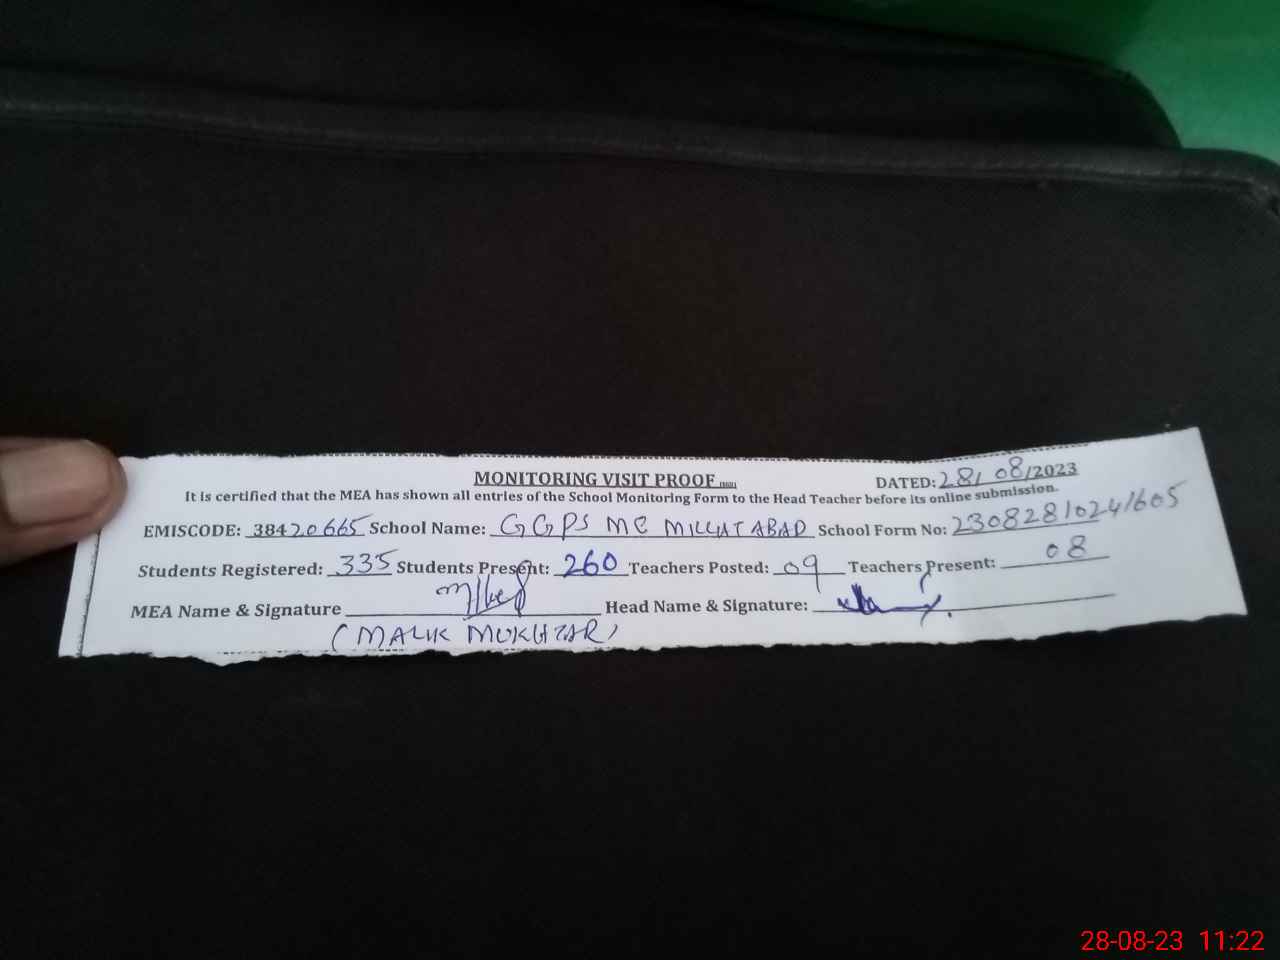 MONITORING VISIT PROOF
DATED: 28/08/2023
It is certified that the MEA has shown all entries of the School Monitoring Form to the Head Teacher before its online submission.
EMISCODE: 38420665 School Name: GGPS MC MILLAT ABAD School Form No: 23082810241605
Students Registered: 335 Students Present: 260 Teachers Posted: 09 Teachers Present: 08
MEA Name & Signature Head Name & Signature:
(MALIK MUKHTAR)
28-08-23 11:22